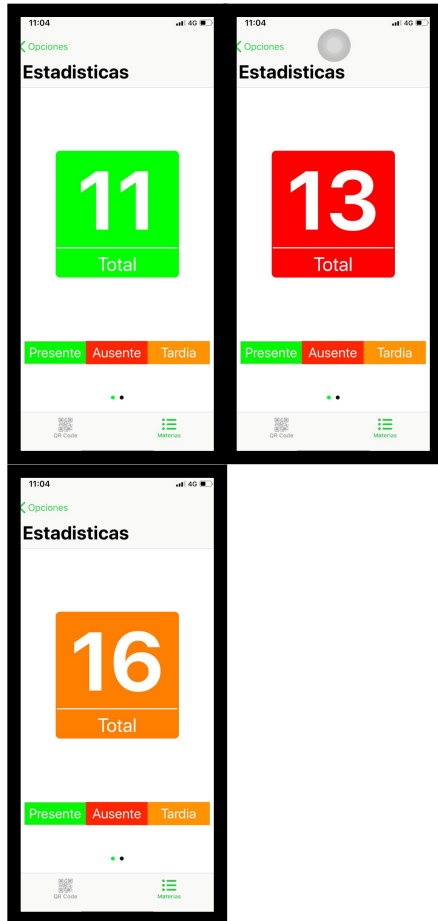 11:04 4G
Opciones
Estadisticas
11
Total
Presente Ausente Tardia
QR Code Materias
11:04 4G
Opciones
Estadisticas
13
Total
Presente Ausente Tardia
QR Code Materias
11:04 4G
Opciones
Estadisticas
16
Total
Presente Ausente Tardia
QR Code Materias